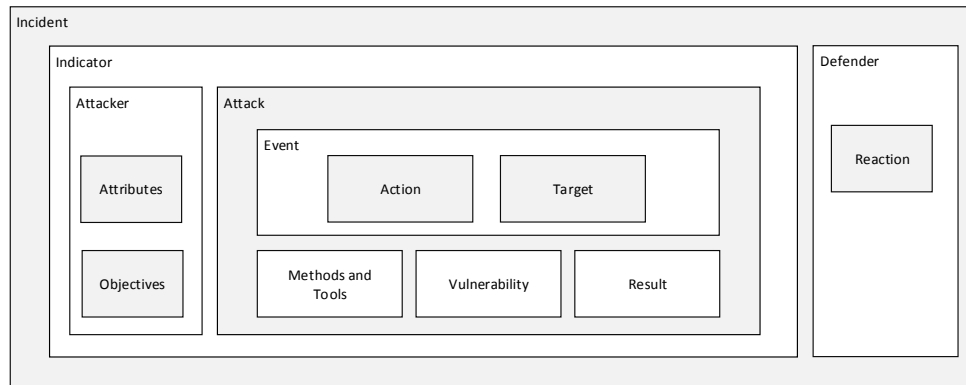 Incident
Indicator
Defender
Attacker
Attack
Event
Action
Target
Reaction
Attributes
Methods and
Tools
Vulnerability
Result
Objectives